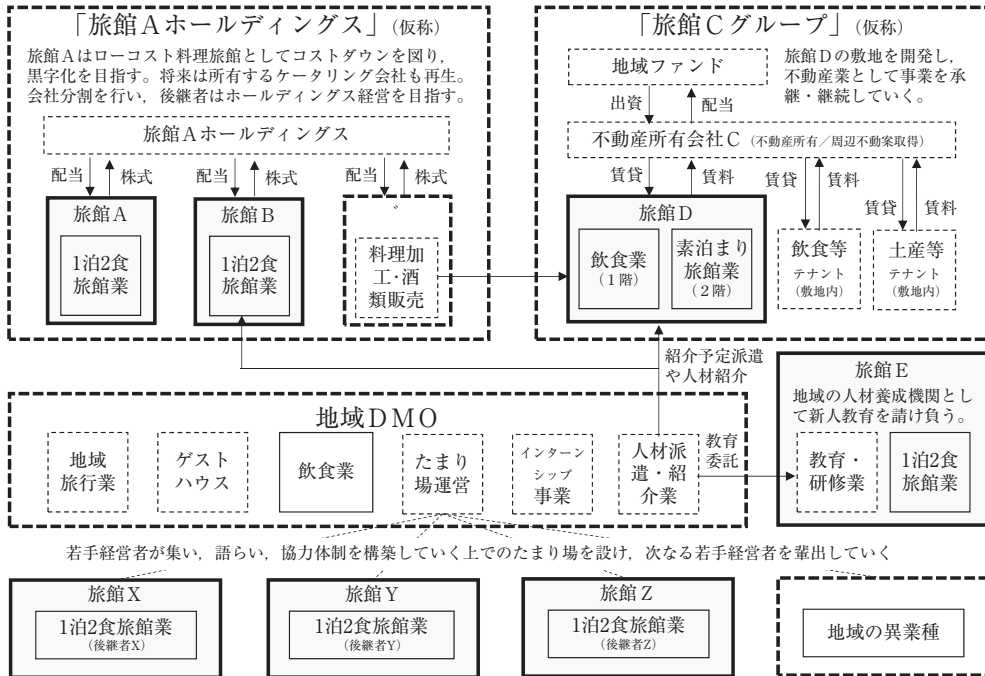 「旅館Aホールディングス」(仮称)
旅館Aはローコスト料理旅館としてコストダウンを図り,
黒字化を目指す。将来は所有するケータリング会社も再生。
会社分割を行い,後継者はホールディングス経営を目指す。
旅館Aホールディングス
配当
株式
配当
株式
配当
株式
旅館A
1泊2食
旅館業
旅館B
1泊2食
旅館業
゛
料理加
工・酒
類販売
「旅館Cグループ」(仮称)
地域ファンド
旅館Dの敷地を開発し,
不動産業として事業を承
継・継続していく。
出資
配当
不動産所有会社C(不動産所有/周辺不動案取得)
賃貸
賃料
賃貸
賃料
賃貸
賃料
旅館D
飲食業
(1階)
素泊まり
旅館業
(2階)
飲食等
テナント
(敷地内)
土産等
テナント
(敷地内)
紹介予定派遣
や人材紹介
地域DMO
地域
旅行業
ゲスト
ハウス
飲食業
たまり
場運営
インターン
シップ
事業
人材派
遣・紹
介業
教育
委託
旅館E
地域の人材養成機関とし
て新人教育を請け負う。
教育・
研修業
1泊2食
旅館業
若手経営者が集い,語らい,協力体制を構築していく上でのたまり場を設け,次なる若手経営者を輩出していく
旅館X
1泊2食旅館業
(後継者X)
旅館Y
1泊2食旅館業
(後継者Y)
旅館Z
1泊2食旅館業
(後継者Z)
地域の異業種